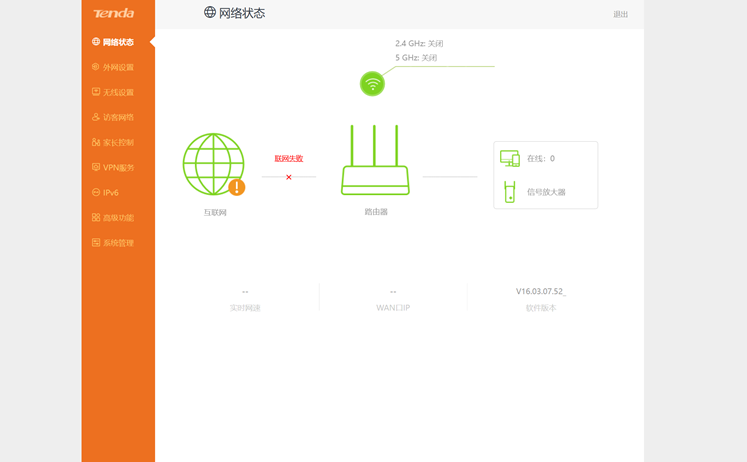 Tenda
网络状态
退出
网络状态
外网设置
无线设置
访客网络
家长控制
VPN服务
IPv6
高级功能
系统管理
2.4 GHz: 关闭
5 GHz: 关闭
联网失败
互联网
路由器
在线：0
信号放大器
--
实时网速
--
WAN口IP
V16.03.07.52_
软件版本